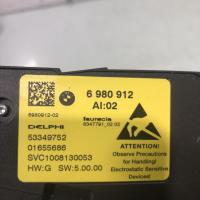 6 980 912
AI:02
6980912-02
faurecia
8347791_02:02
DELPHI
53349752
01655686
SVC1008130053
HW:G SW:5.00.00
ATTENTION!
Observe Precautions
for Handling!
Electrostatic Sensitive
Devices!